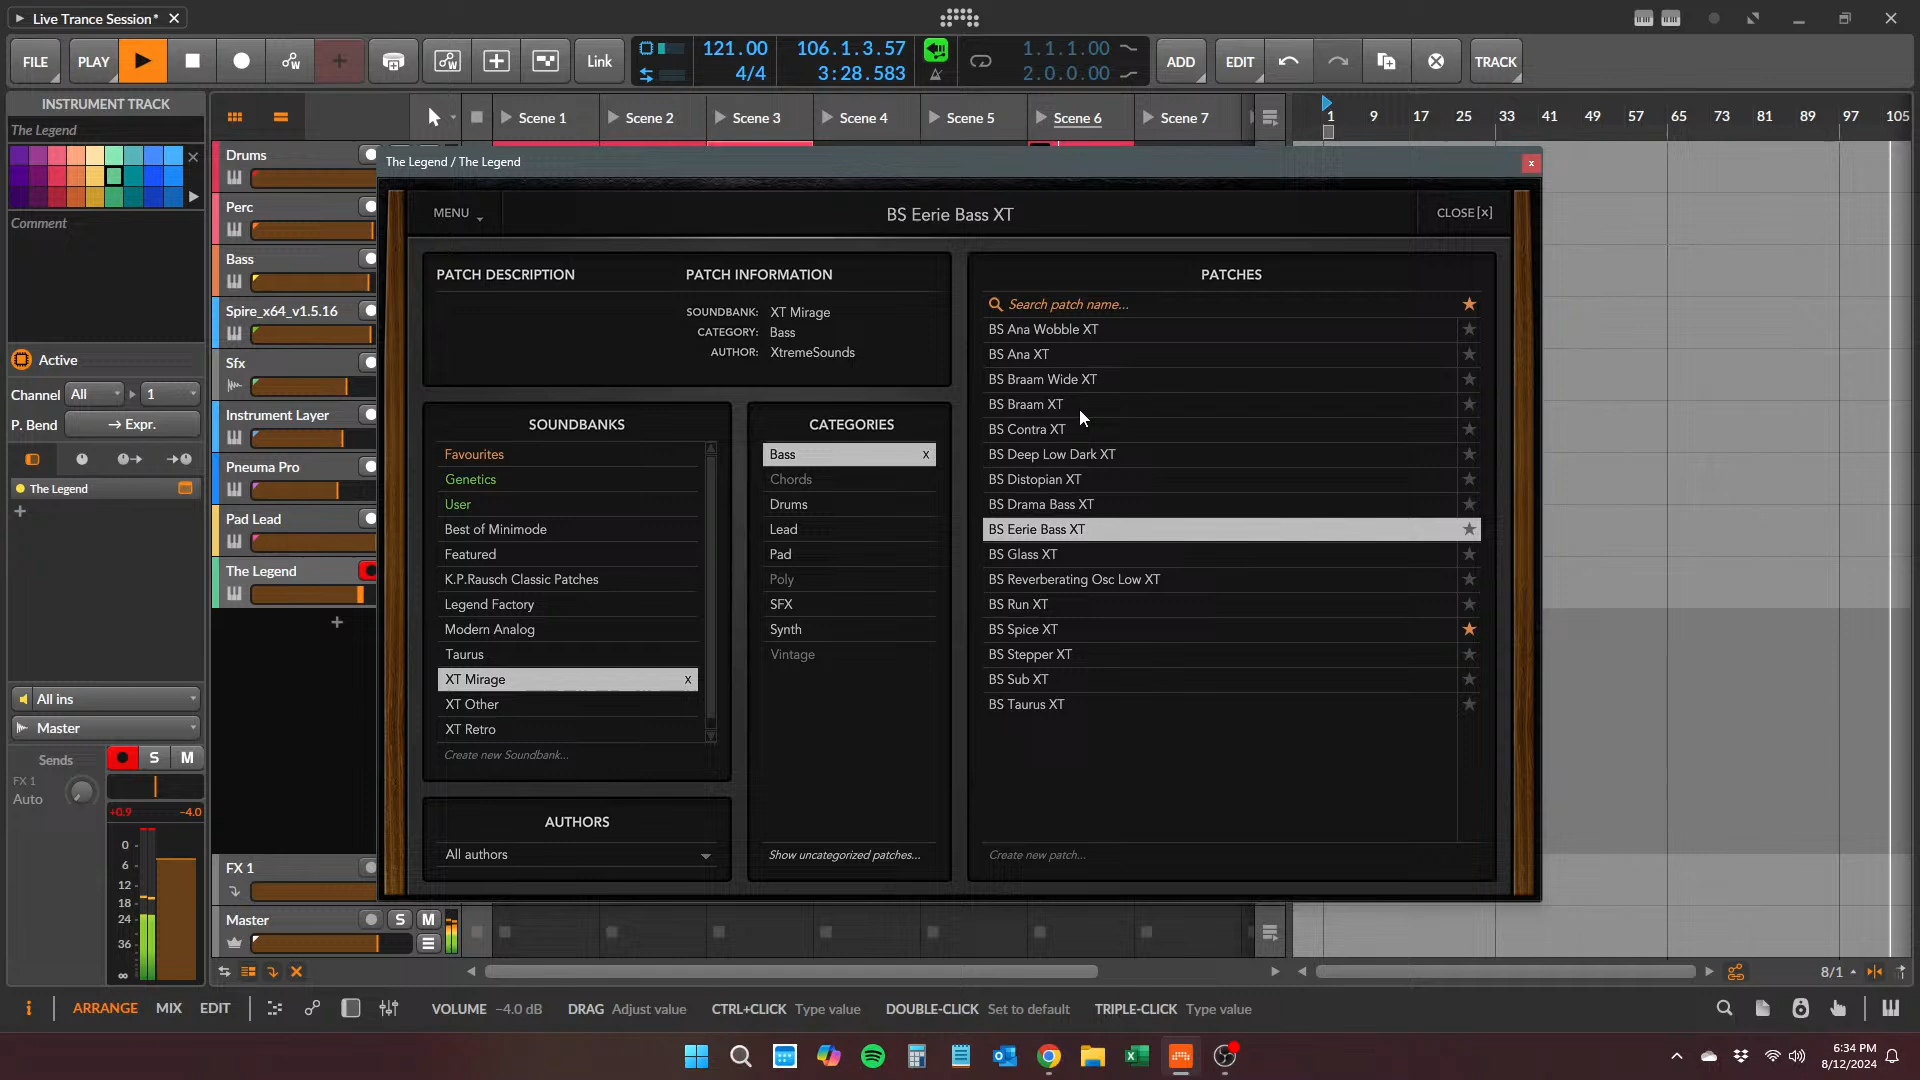 Live Trance Session*
FILE
PLAY
Link
121.00
4/4
106.1.3.57
3:28.583
1.1.1.00
2.0.0.00
ADD
EDIT
TRACK
INSTRUMENT TRACK
The Legend
Comment
Active
Channel All 1
P. Bend → Expr.
The Legend
All ins
Master
Sends
S M
FX 1
Auto
+0.9 -4.0
0
6
12
18
24
36
∞
Scene 1
Scene 2
Scene 3
Scene 4
Scene 5
Scene 6
Scene 7
1 9 17 25 33 41 49 57 65 73 81 89 97 105
Drums
Perc
Bass
Spire_x64_v1.5.16
Sfx
Instrument Layer
Pneuma Pro
Pad Lead
The Legend
FX 1
Master S M
The Legend / The Legend
x
MENU
BS Eerie Bass XT
CLOSE[x]
PATCH DESCRIPTION
PATCH INFORMATION
SOUNDBANK: XT Mirage
CATEGORY: Bass
AUTHOR: XtremeSounds
SOUNDBANKS
Favourites
Genetics
User
Best of Minimode
Featured
K.P.Rausch Classic Patches
Legend Factory
Modern Analog
Taurus
XT Mirage x
XT Other
XT Retro
Create new Soundbank...
AUTHORS
All authors
CATEGORIES
Bass x
Chords
Drums
Lead
Pad
Poly
SFX
Synth
Vintage
Show uncategorized patches...
PATCHES
Search patch name...
BS Ana Wobble XT
BS Ana XT
BS Braam Wide XT
BS Braam XT
BS Contra XT
BS Deep Low Dark XT
BS Distopian XT
BS Drama Bass XT
BS Eerie Bass XT
BS Glass XT
BS Reverberating Osc Low XT
BS Run XT
BS Spice XT
BS Stepper XT
BS Sub XT
BS Taurus XT
Create new patch...
8/1
ARRANGE
MIX
EDIT
VOLUME -4.0 dB
DRAG Adjust value
CTRL+CLICK Type value
DOUBLE-CLICK Set to default
TRIPLE-CLICK Type value
6:34 PM
8/12/2024